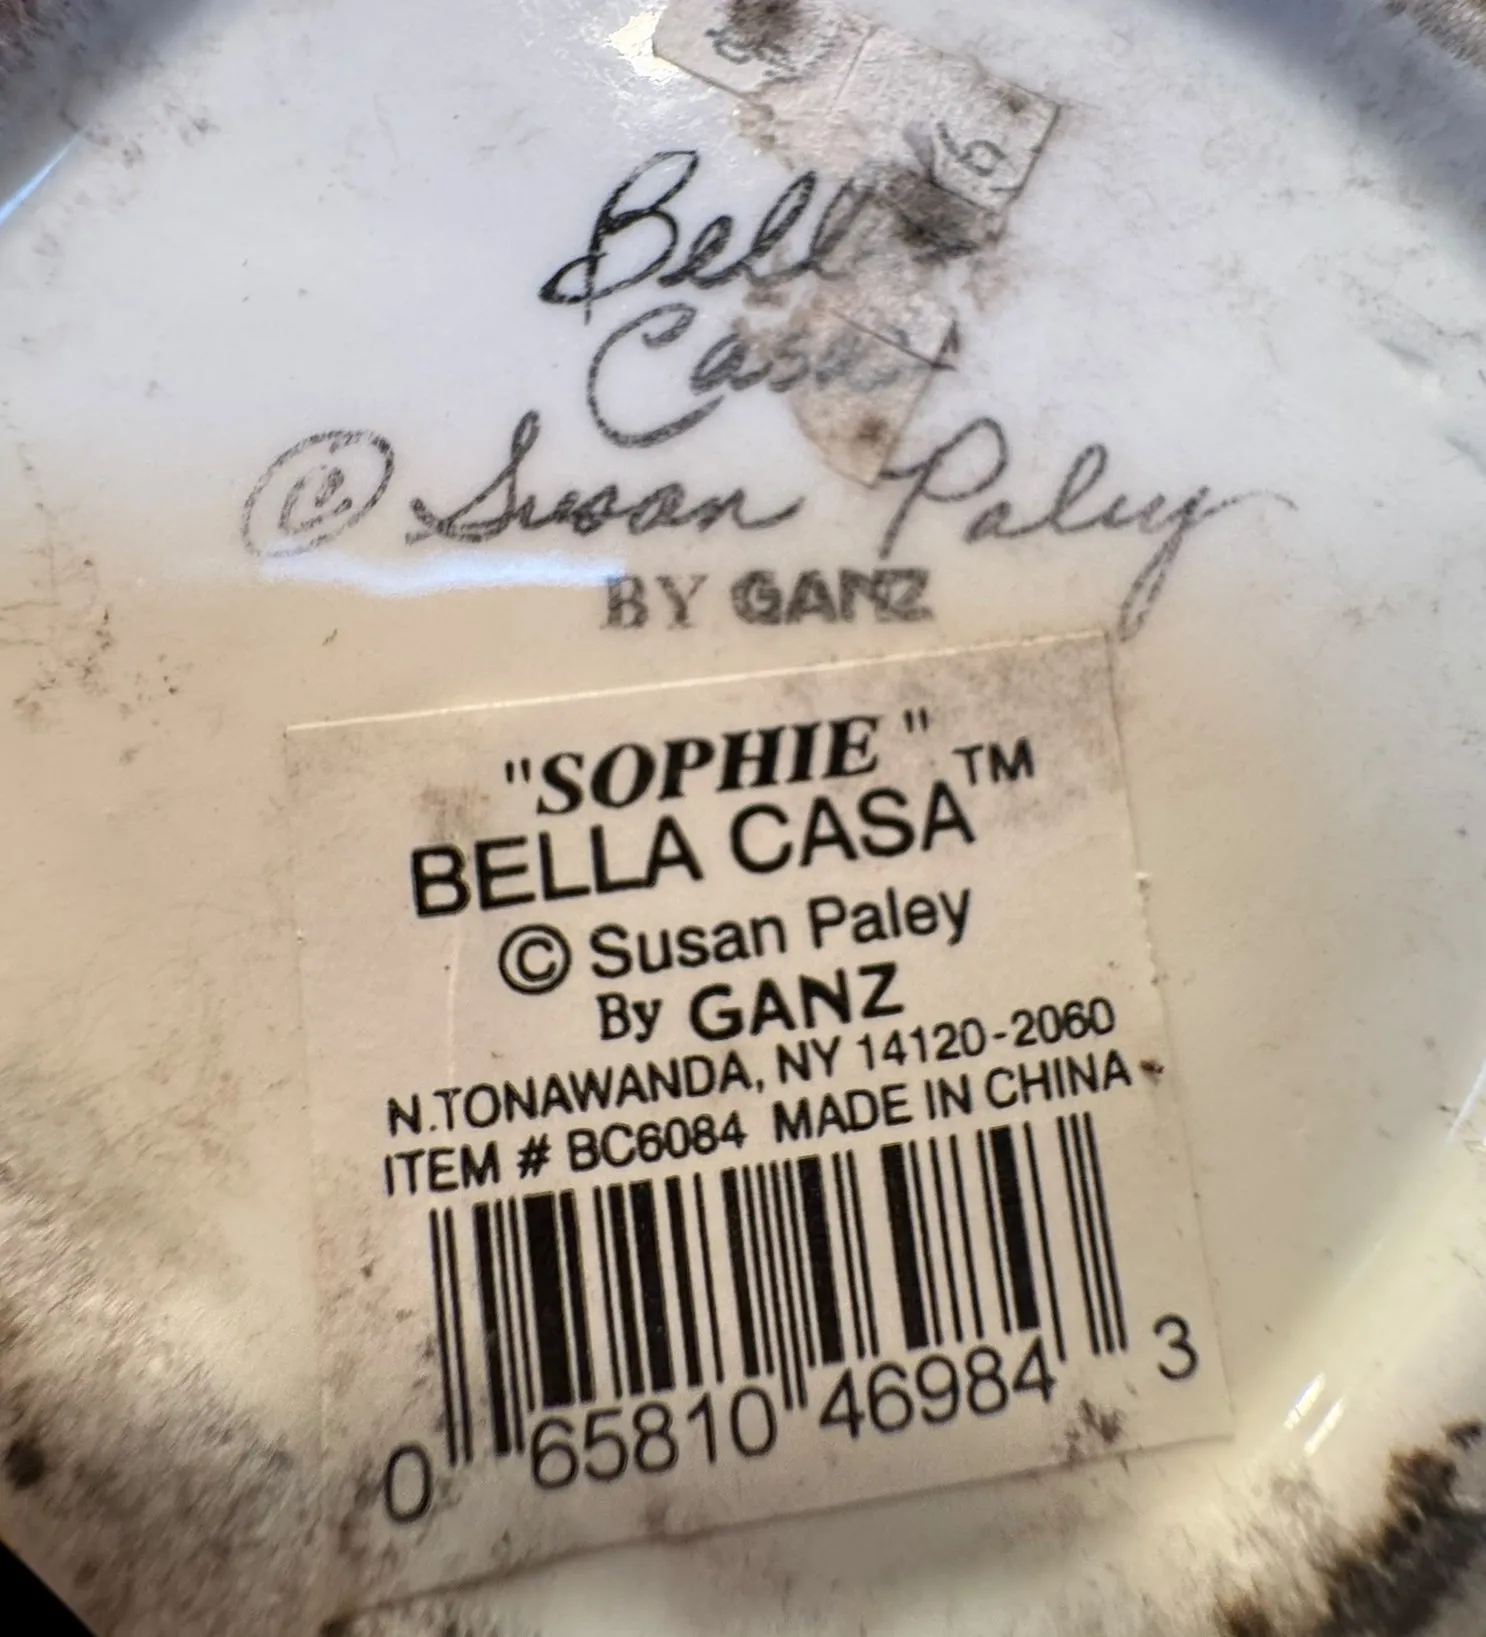 6
Bella
Casa
© Susan Paley
BY GANZ
"SOPHIE"
BELLA CASA™
© Susan Paley
By GANZ
N.TONAWANDA, NY 14120-2060
ITEM # BC6084 MADE IN CHINA
0 65810 46984 3